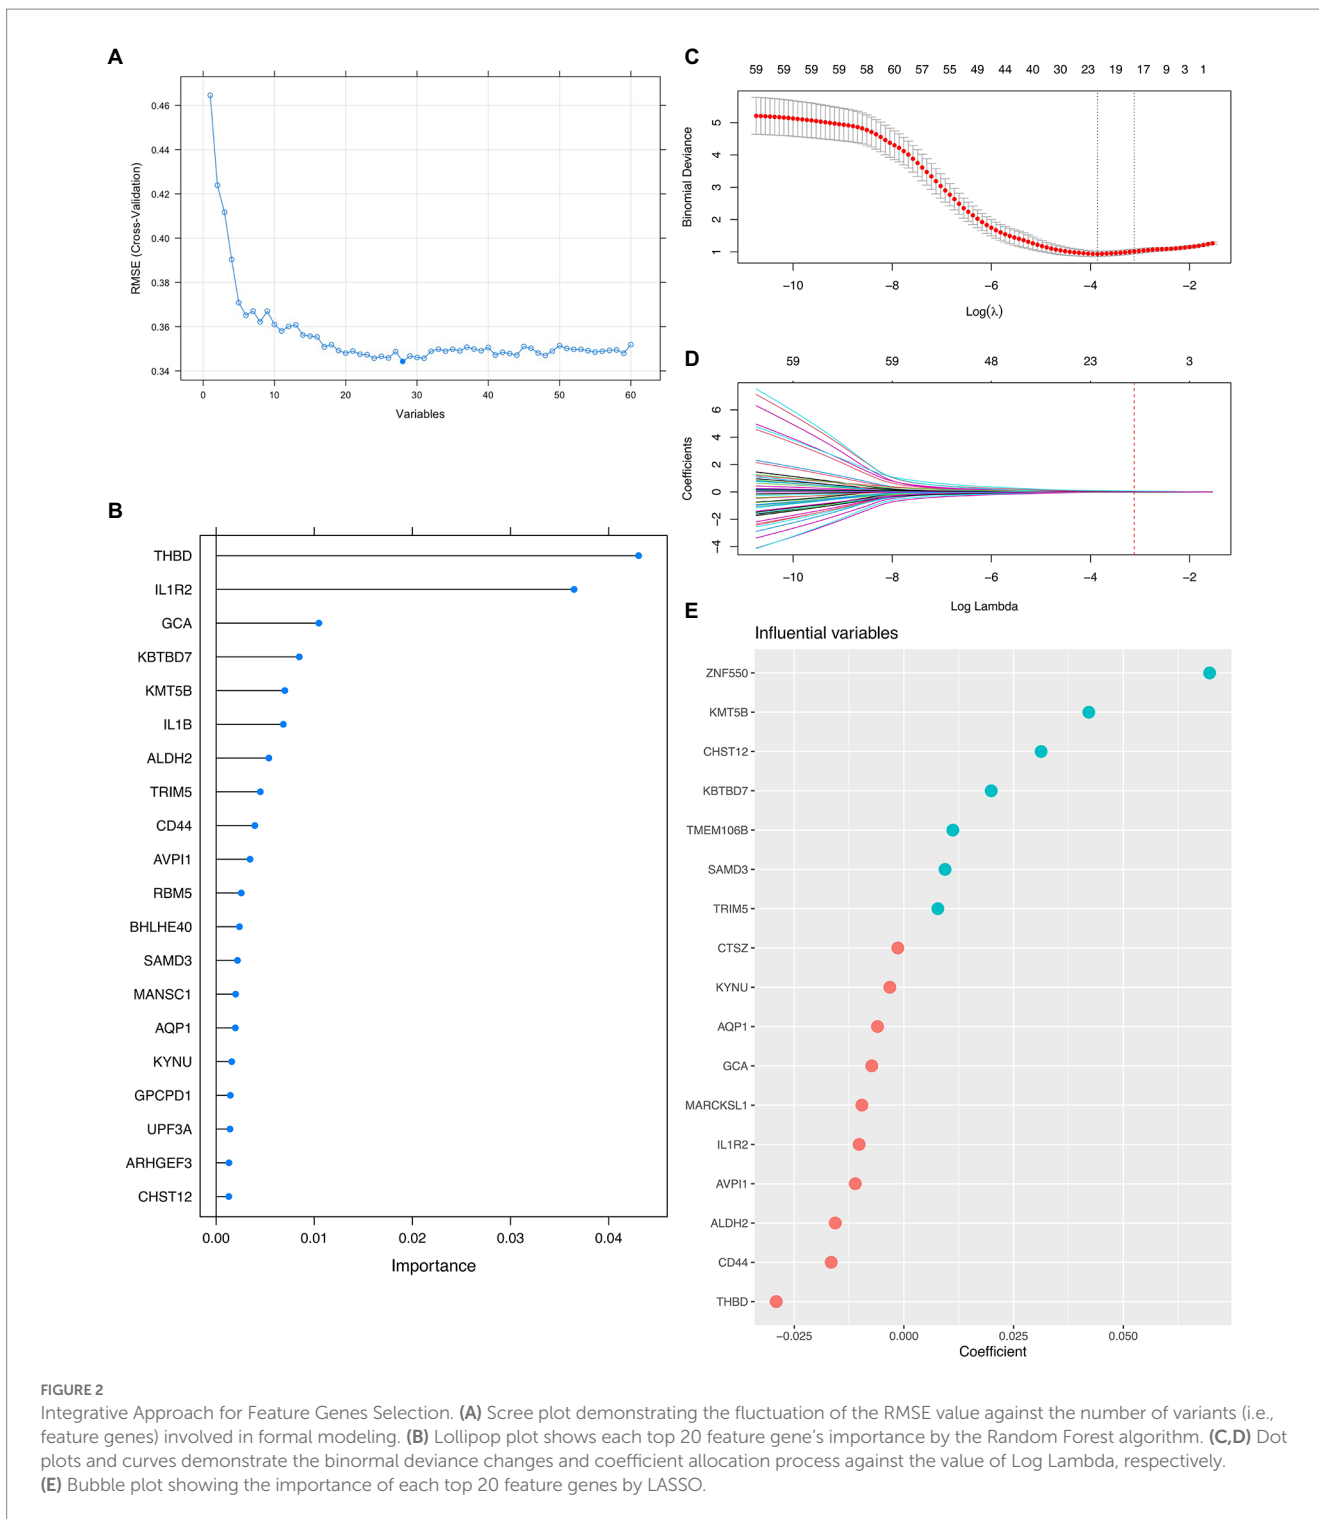 A
0.46
0.44
0.42
0.40
0.38
0.36
0.34
RMSE (Cross-Validation)
0 10 20 30 40 50 60
Variables
B
THBD
IL1R2
GCA
KBTBD7
KMT5B
IL1B
ALDH2
TRIM5
CD44
AVPI1
RBM5
BHLHE40
SAMD3
MANSC1
AQP1
KYNU
GPCPD1
UPF3A
ARHGEF3
CHST12
0.00 0.01 0.02 0.03 0.04
Importance
C
59 59 59 59 58 60 57 55 49 44 40 30 23 19 17 9 3 1
5
4
3
2
1
Binomial Deviance
−10 −8 −6 −4 −2
Log(λ)
D
59 59 48 23 3
6
4
2
0
−2
−4
Coefficients
−10 −8 −6 −4 −2
Log Lambda
E
Influential variables
ZNF550
KMT5B
CHST12
KBTBD7
TMEM106B
SAMD3
TRIM5
CTSZ
KYNU
AQP1
GCA
MARCKSL1
IL1R2
AVPI1
ALDH2
CD44
THBD
−0.025 0.000 0.025 0.050
Coefficient
FIGURE 2
Integrative Approach for Feature Genes Selection. (A) Scree plot demonstrating the fluctuation of the RMSE value against the number of variants (i.e.,
feature genes) involved in formal modeling. (B) Lollipop plot shows each top 20 feature gene's importance by the Random Forest algorithm. (C,D) Dot
plots and curves demonstrate the binormal deviance changes and coefficient allocation process against the value of Log Lambda, respectively.
(E) Bubble plot showing the importance of each top 20 feature genes by LASSO.